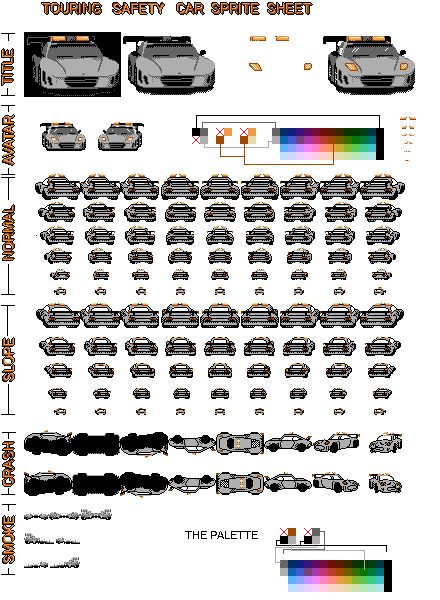 TOURING SAFETY CAR SPRITE SHEET
TITLE
AVATAR
NORMAL
SLOPE
CRASH
SMOKE
THE PALETTE